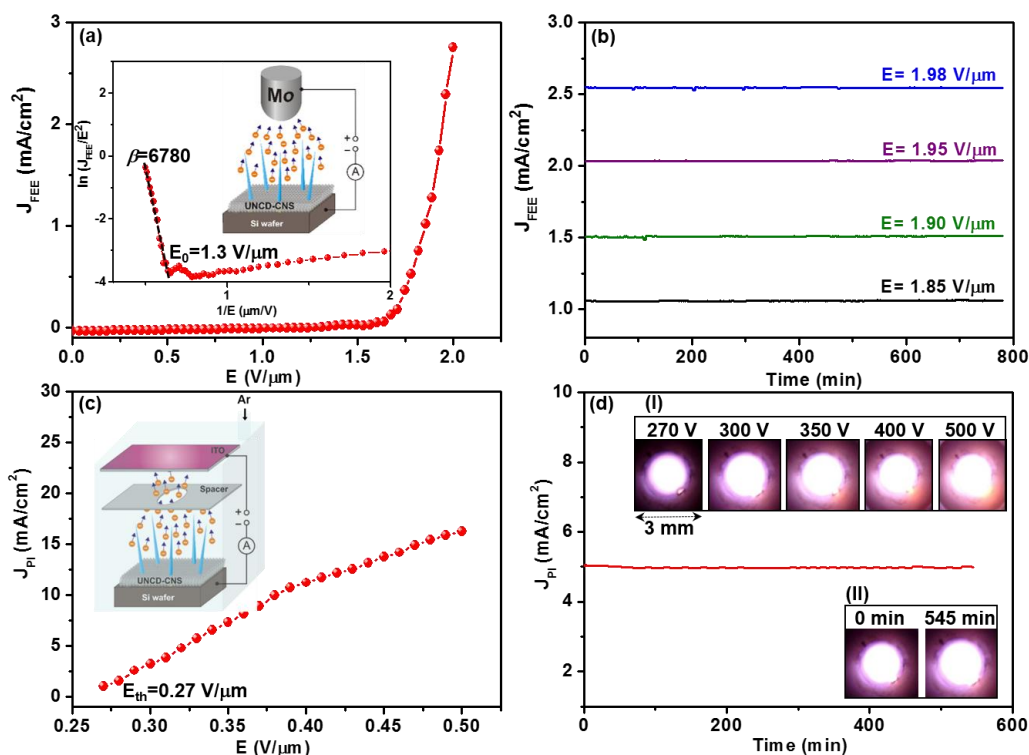 (a)
J_FEE (mA/cm²)
3
2
1
0
0.0 0.5 1.0 1.5 2.0
E (V/µm)
ln (J_FEE/E²)
2
0
-2
-4
1 2
1/E (µm/V)
β=6780
E₀=1.3 V/µm
Mo
+
−
A
UNCD-CNS
Si wafer
(b)
J_FEE (mA/cm²)
3.0
2.5
2.0
1.5
1.0
E= 1.98 V/µm
E= 1.95 V/µm
E= 1.90 V/µm
E= 1.85 V/µm
0 200 400 600 800
Time (min)
(c)
J_PI (mA/cm²)
30
25
20
15
10
5
0
Ar
ITO
Spacer
+
−
A
UNCD-CNS
Si wafer
E_th=0.27 V/µm
0.25 0.30 0.35 0.40 0.45 0.50
E (V/µm)
(d)
J_PI (mA/cm²)
10
8
6
4
2
(I)
270 V 300 V 350 V 400 V 500 V
3 mm
(II)
0 min 545 min
0 200 400 600
Time (min)